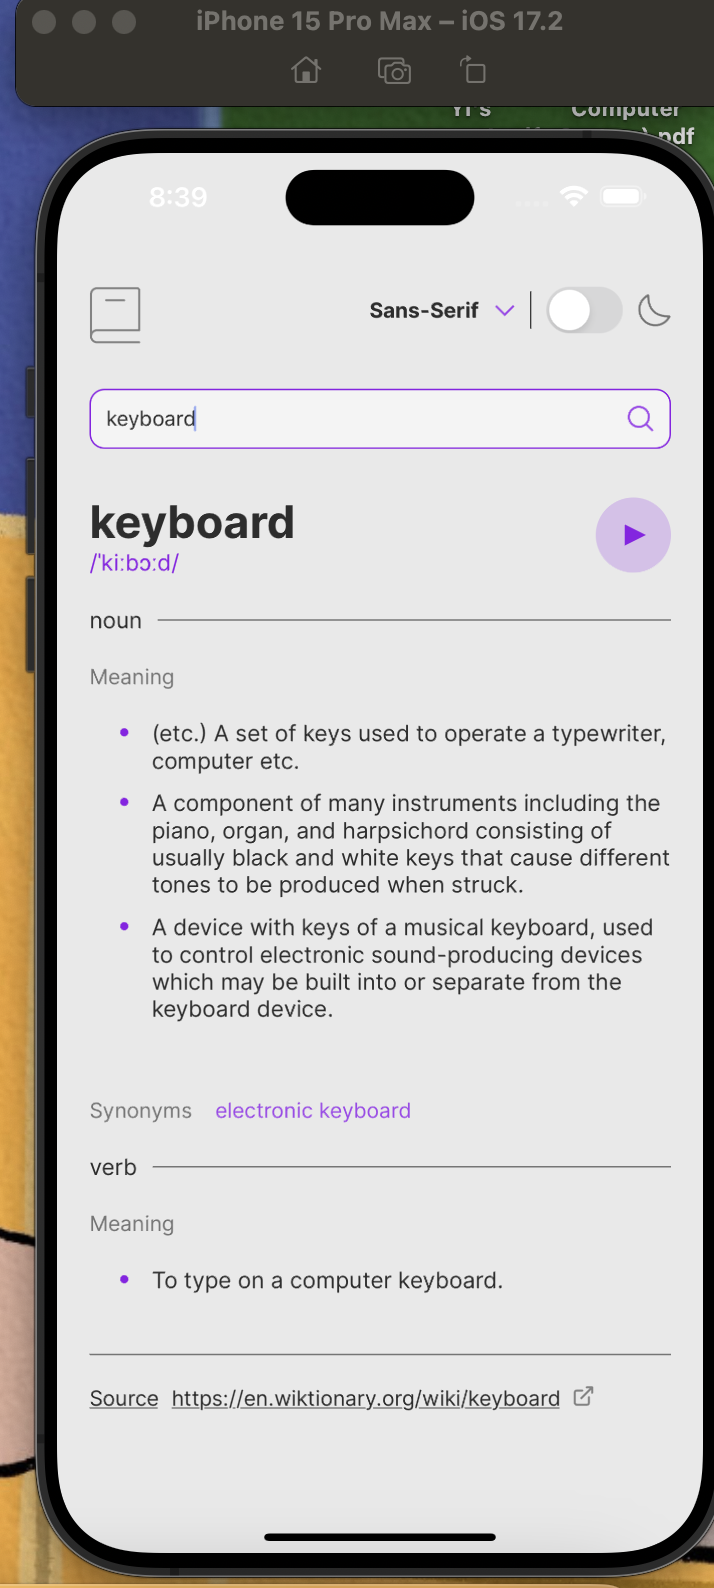 iPhone 15 Pro Max – iOS 17.2
Computer
.pdf
8:39
Sans-Serif
keyboard
keyboard
/ˈkiːbɔːd/
noun
Meaning
(etc.) A set of keys used to operate a typewriter,
computer etc.
A component of many instruments including the
piano, organ, and harpsichord consisting of
usually black and white keys that cause different
tones to be produced when struck.
A device with keys of a musical keyboard, used
to control electronic sound-producing devices
which may be built into or separate from the
keyboard device.
Synonyms electronic keyboard
verb
Meaning
To type on a computer keyboard.
Source https://en.wiktionary.org/wiki/keyboard